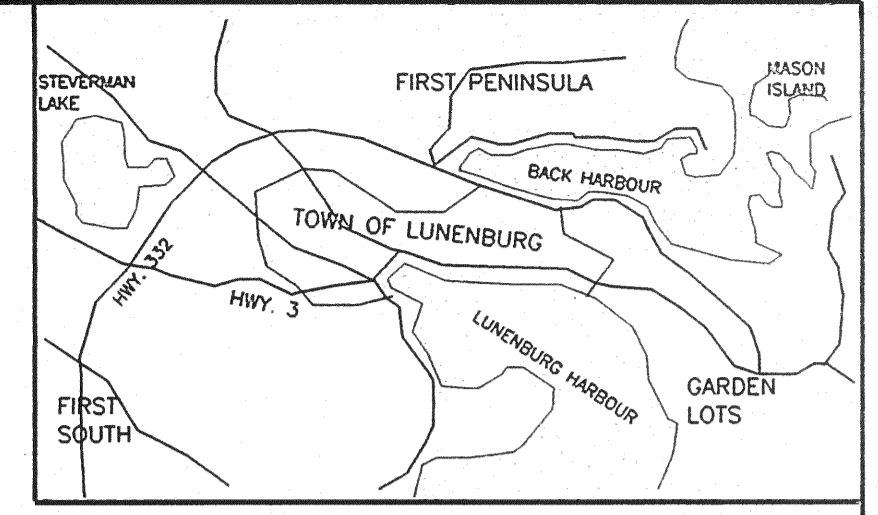 STEVERMAN
LAKE
FIRST PENINSULA
MASON
ISLAND
BACK HARBOUR
TOWN OF LUNENBURG
HWY. 332
HWY. 3
LUNENBURG HARBOUR
GARDEN
LOTS
FIRST
SOUTH